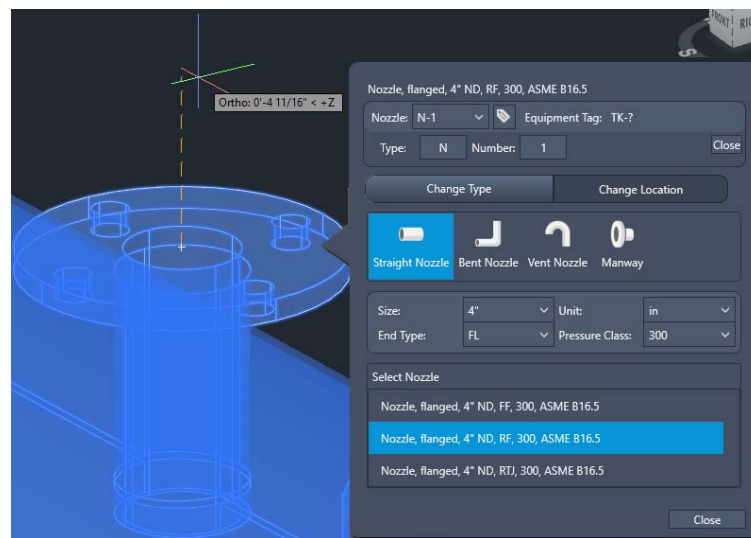 FRONT
Ortho: 0'-4 11/16" < +Z
Nozzle, flanged, 4" ND, RF, 300, ASME B16.5
Nozzle: N-1 Equipment Tag: TK-?
Type: N Number: 1 Close
Change Type Change Location
Straight Nozzle Bent Nozzle Vent Nozzle Manway
Size: 4" Unit: in
End Type: FL Pressure Class: 300
Select Nozzle
Nozzle, flanged, 4" ND, FF, 300, ASME B16.5
Nozzle, flanged, 4" ND, RF, 300, ASME B16.5
Nozzle, flanged, 4" ND, RTJ, 300, ASME B16.5
Close